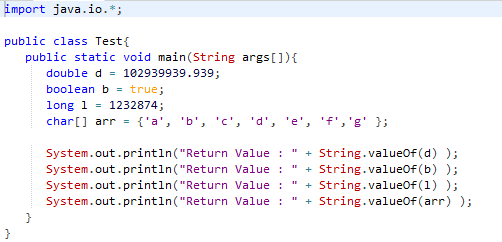 import java.io.*;
public class Test{
public static void main(String args[]){
double d = 102939939.939;
boolean b = true;
long l = 1232874;
char[] arr = {'a', 'b', 'c', 'd', 'e', 'f','g' };
System.out.println("Return Value : " + String.valueOf(d) );
System.out.println("Return Value : " + String.valueOf(b) );
System.out.println("Return Value : " + String.valueOf(l) );
System.out.println("Return Value : " + String.valueOf(arr) );
}
}